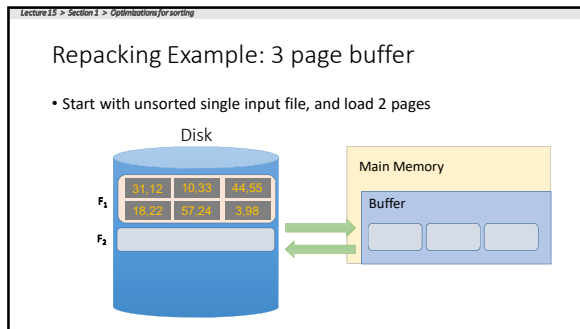 Lecture 15 > Section 1 > Optimizations for sorting
Repacking Example: 3 page buffer
• Start with unsorted single input file, and load 2 pages
Disk
Main Memory
Buffer
F1
31,12 10,33 44,55
18,22 57,24 3,98
F2